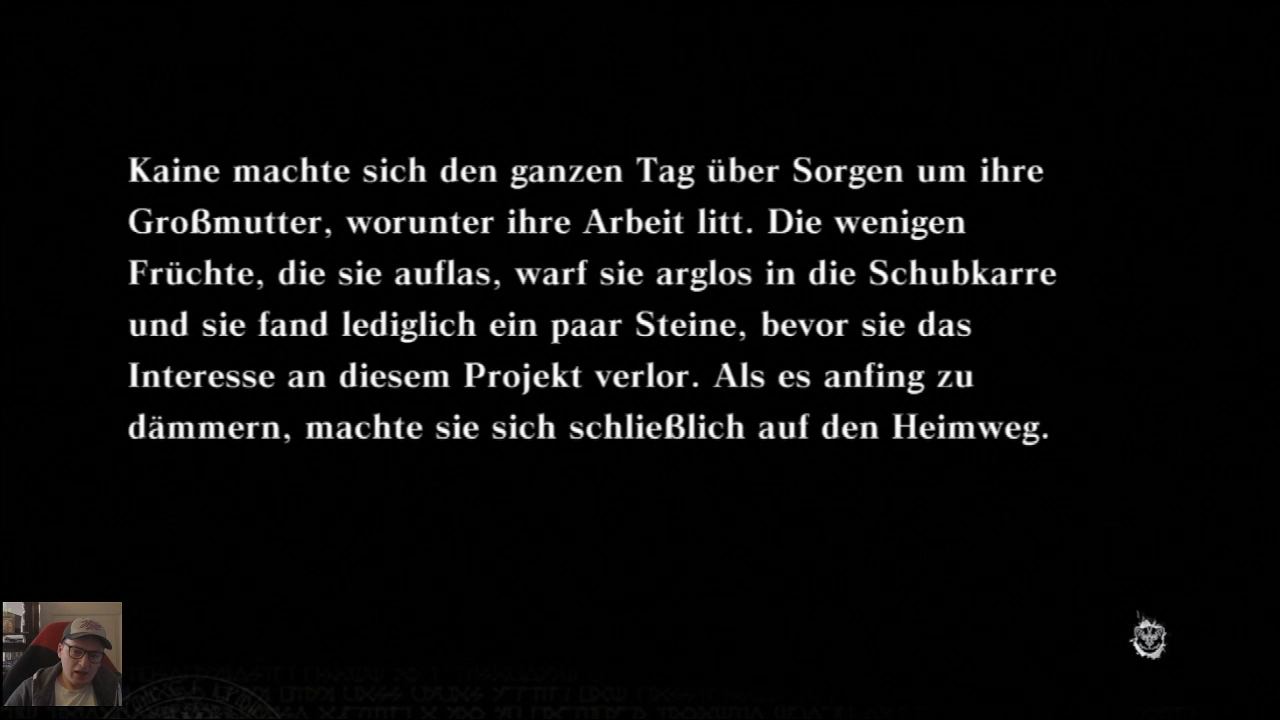 Kaine machte sich den ganzen Tag über Sorgen um ihre
Großmutter, worunter ihre Arbeit litt. Die wenigen
Früchte, die sie auflas, warf sie arglos in die Schubkarre
und sie fand lediglich ein paar Steine, bevor sie das
Interesse an diesem Projekt verlor. Als es anfing zu
dämmern, machte sie sich schließlich auf den Heimweg.